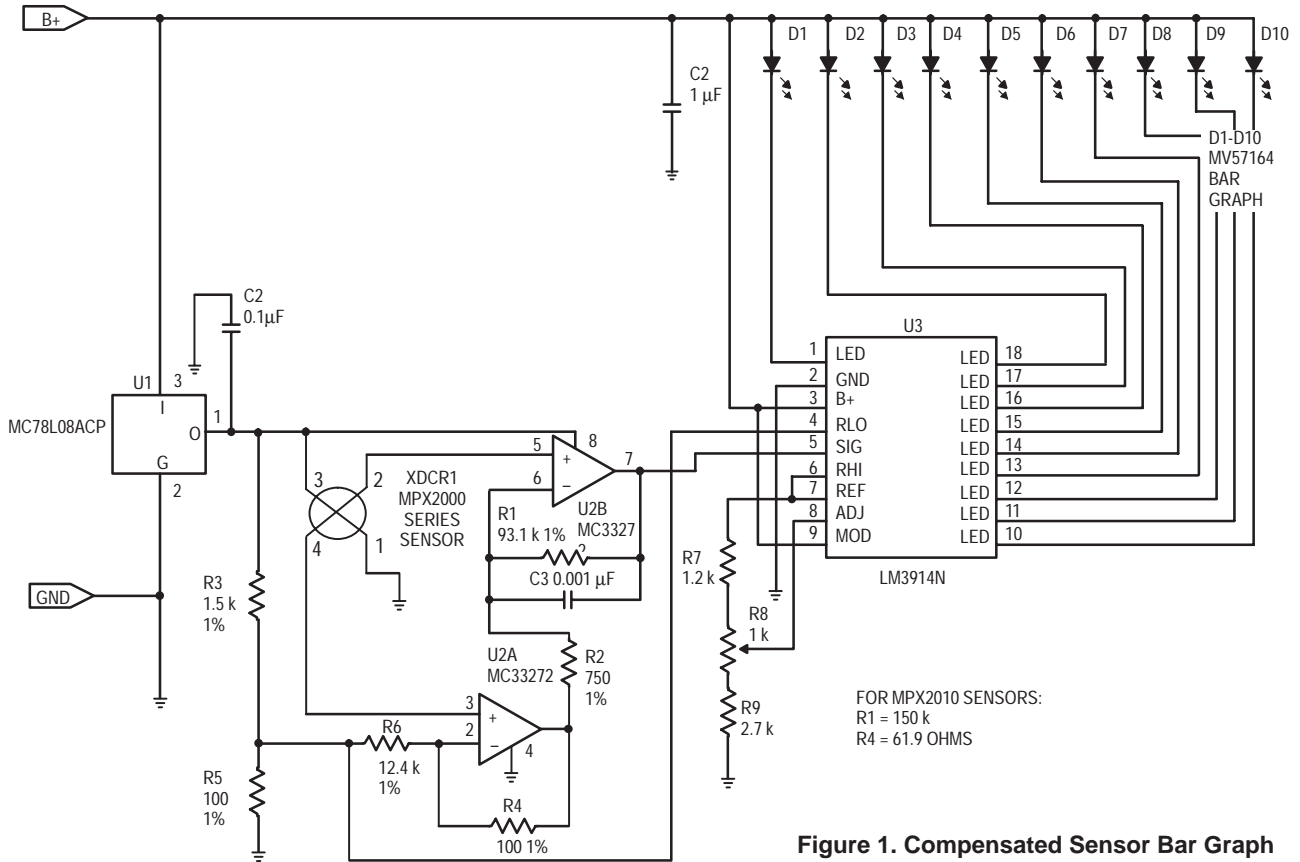 B+
D1
D2
D3
D4
D5
D6
D7
D8
D9
D10
C2
1 µF
D1-D10
MV57164
BAR
GRAPH
C2
0.1µF
U1
3
I
MC78L08ACP
O
1
G
2
GND
R3
1.5 k
1%
R5
100
1%
3
2
4
1
XDCR1
MPX2000
SERIES
SENSOR
5
6
+
−
8
7
U2B
MC3327
2
R1
93.1 k 1%
C3 0.001 µF
R2
750
1%
U2A
MC33272
3
2
+
−
4
R6
12.4 k
1%
R4
100 1%
U3
1 LED
2 GND
3 B+
4 RLO
5 SIG
6 RHI
7 REF
8 ADJ
9 MOD
LED 18
LED 17
LED 16
LED 15
LED 14
LED 13
LED 12
LED 11
LED 10
LM3914N
R7
1.2 k
R8
1 k
R9
2.7 k
FOR MPX2010 SENSORS:
R1 = 150 k
R4 = 61.9 OHMS
Figure 1. Compensated Sensor Bar Graph